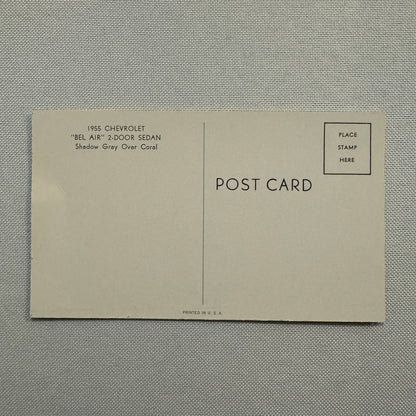 1955 CHEVROLET
"BEL AIR" 2-DOOR SEDAN
Shadow Gray Over Coral
PLACE
STAMP
HERE
POST CARD
PRINTED IN U. S. A.